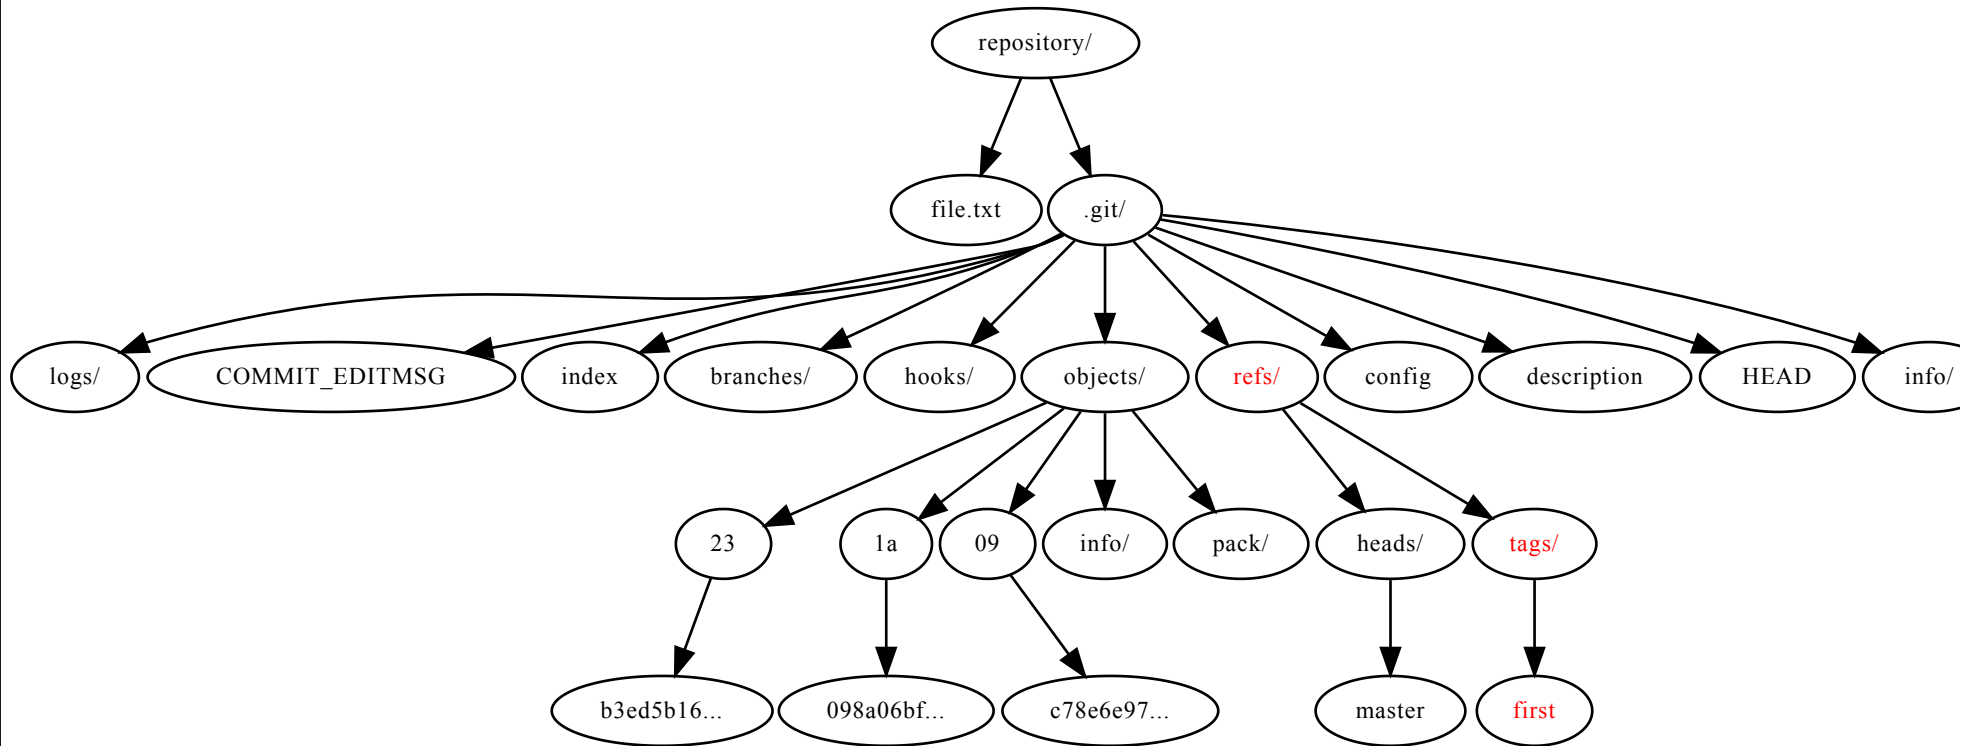 repository/
file.txt
.git/
logs/
COMMIT_EDITMSG
index
branches/
hooks/
objects/
refs/
config
description
HEAD
info/
23
1a
09
info/
pack/
heads/
tags/
b3ed5b16...
098a06bf...
c78e6e97...
master
first